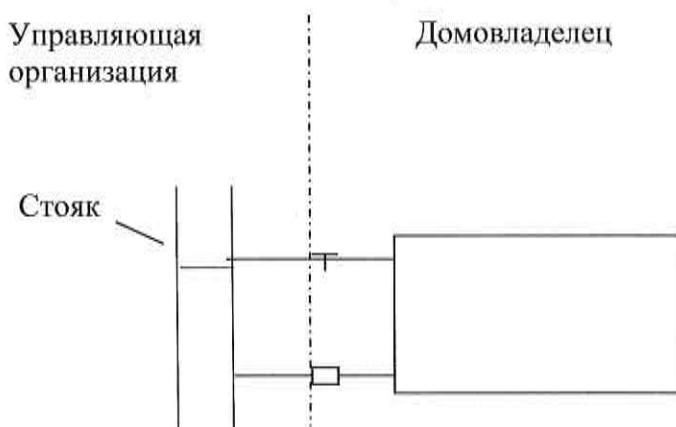 Управляющая
организация
Домовладелец
Стояк